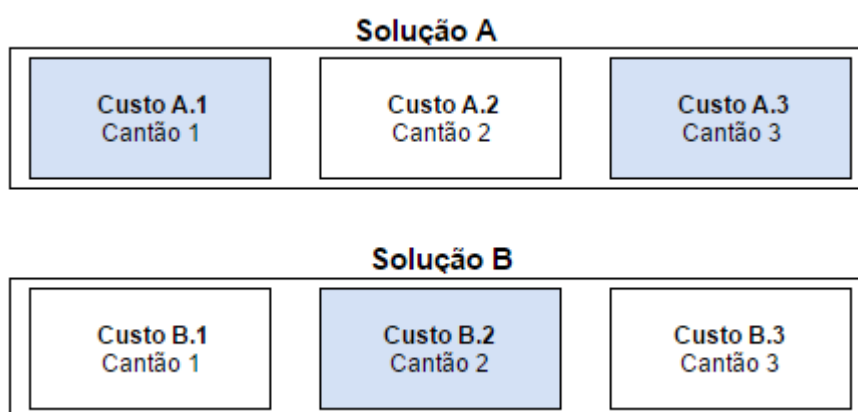 Solução A
Custo A.1
Cantão 1
Custo A.2
Cantão 2
Custo A.3
Cantão 3
Solução B
Custo B.1
Cantão 1
Custo B.2
Cantão 2
Custo B.3
Cantão 3